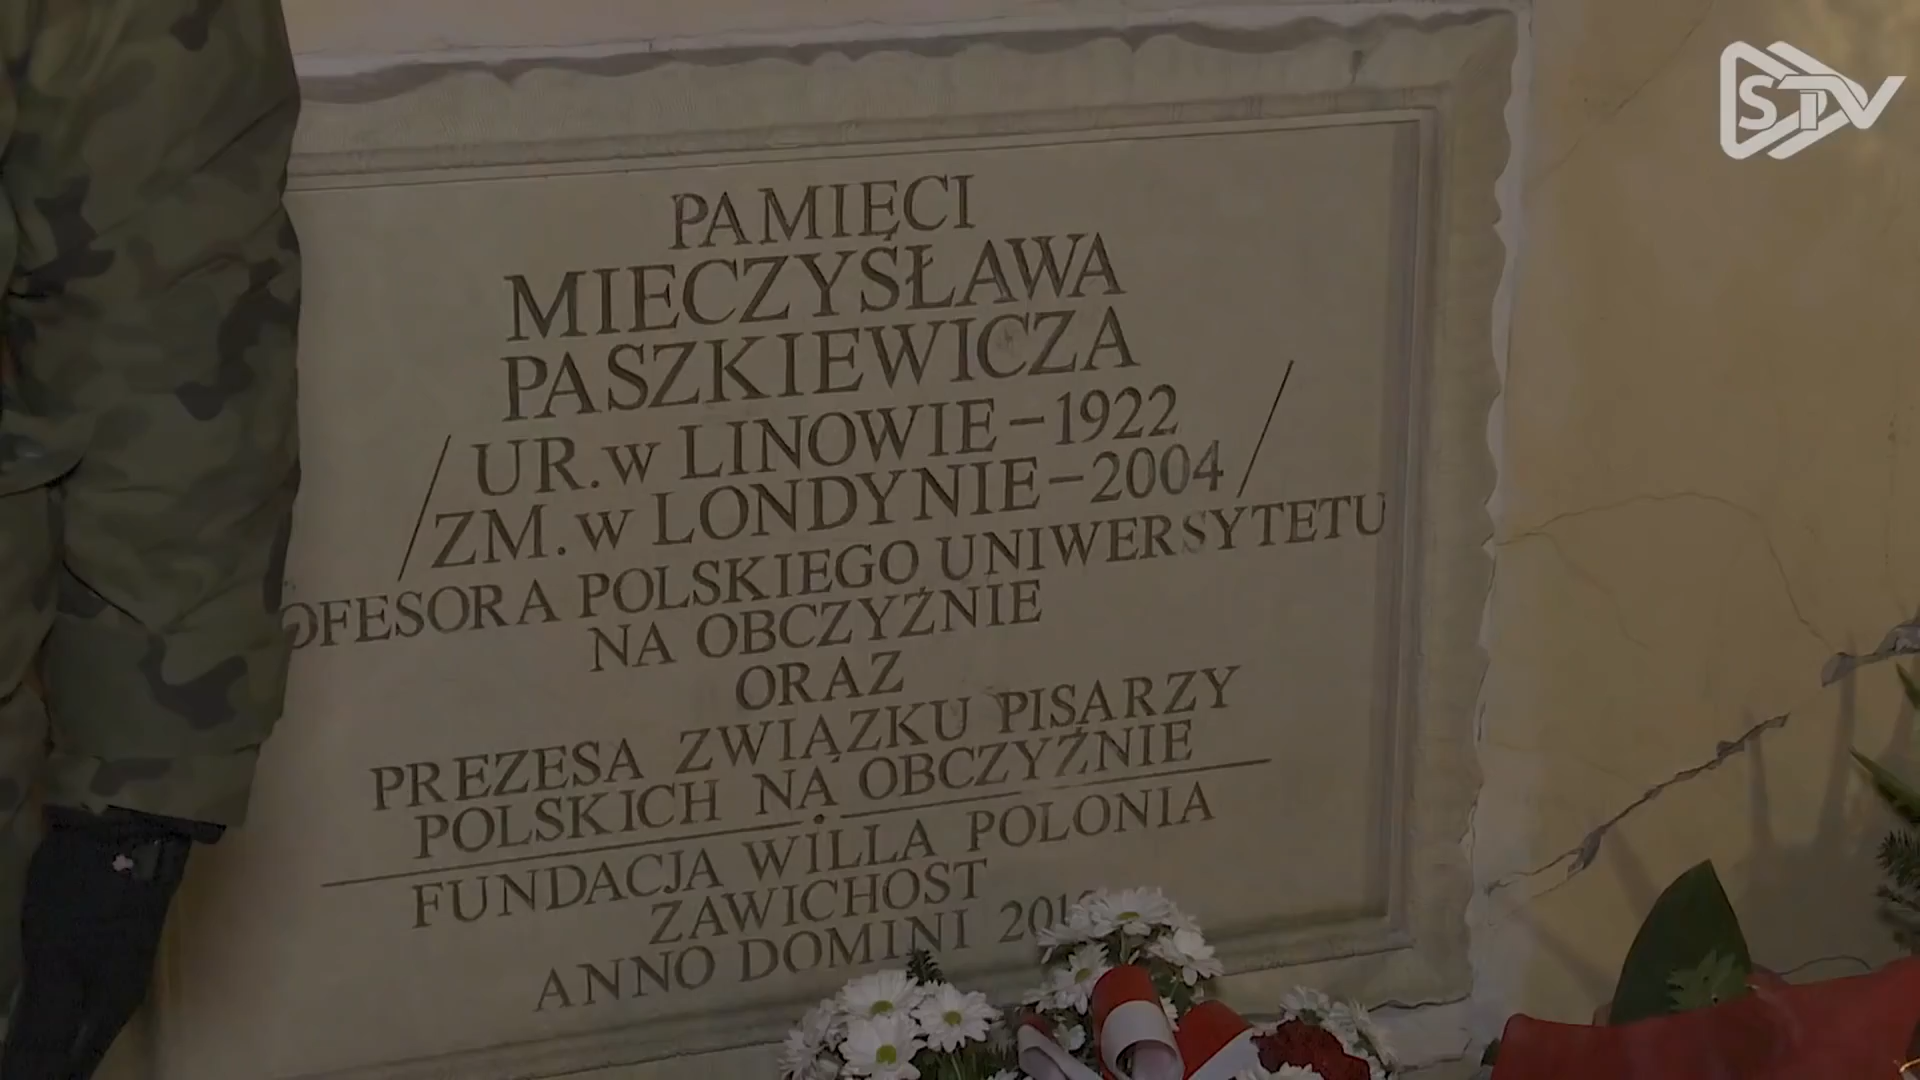 STV
PAMIĘCI
MIECZYSŁAWA
PASZKIEWICZA
/UR. W LINOWIE – 1922
ZM. W LONDYNIE – 2004/
OFESORA POLSKIEGO UNIWERSYTETU
NA OBCZYŹNIE
ORAZ
PREZESA ZWIĄZKU PISARZY
POLSKICH NA OBCZYŹNIE
FUNDACJA WILLA POLONIA
ZAWICHOST
ANNO DOMINI